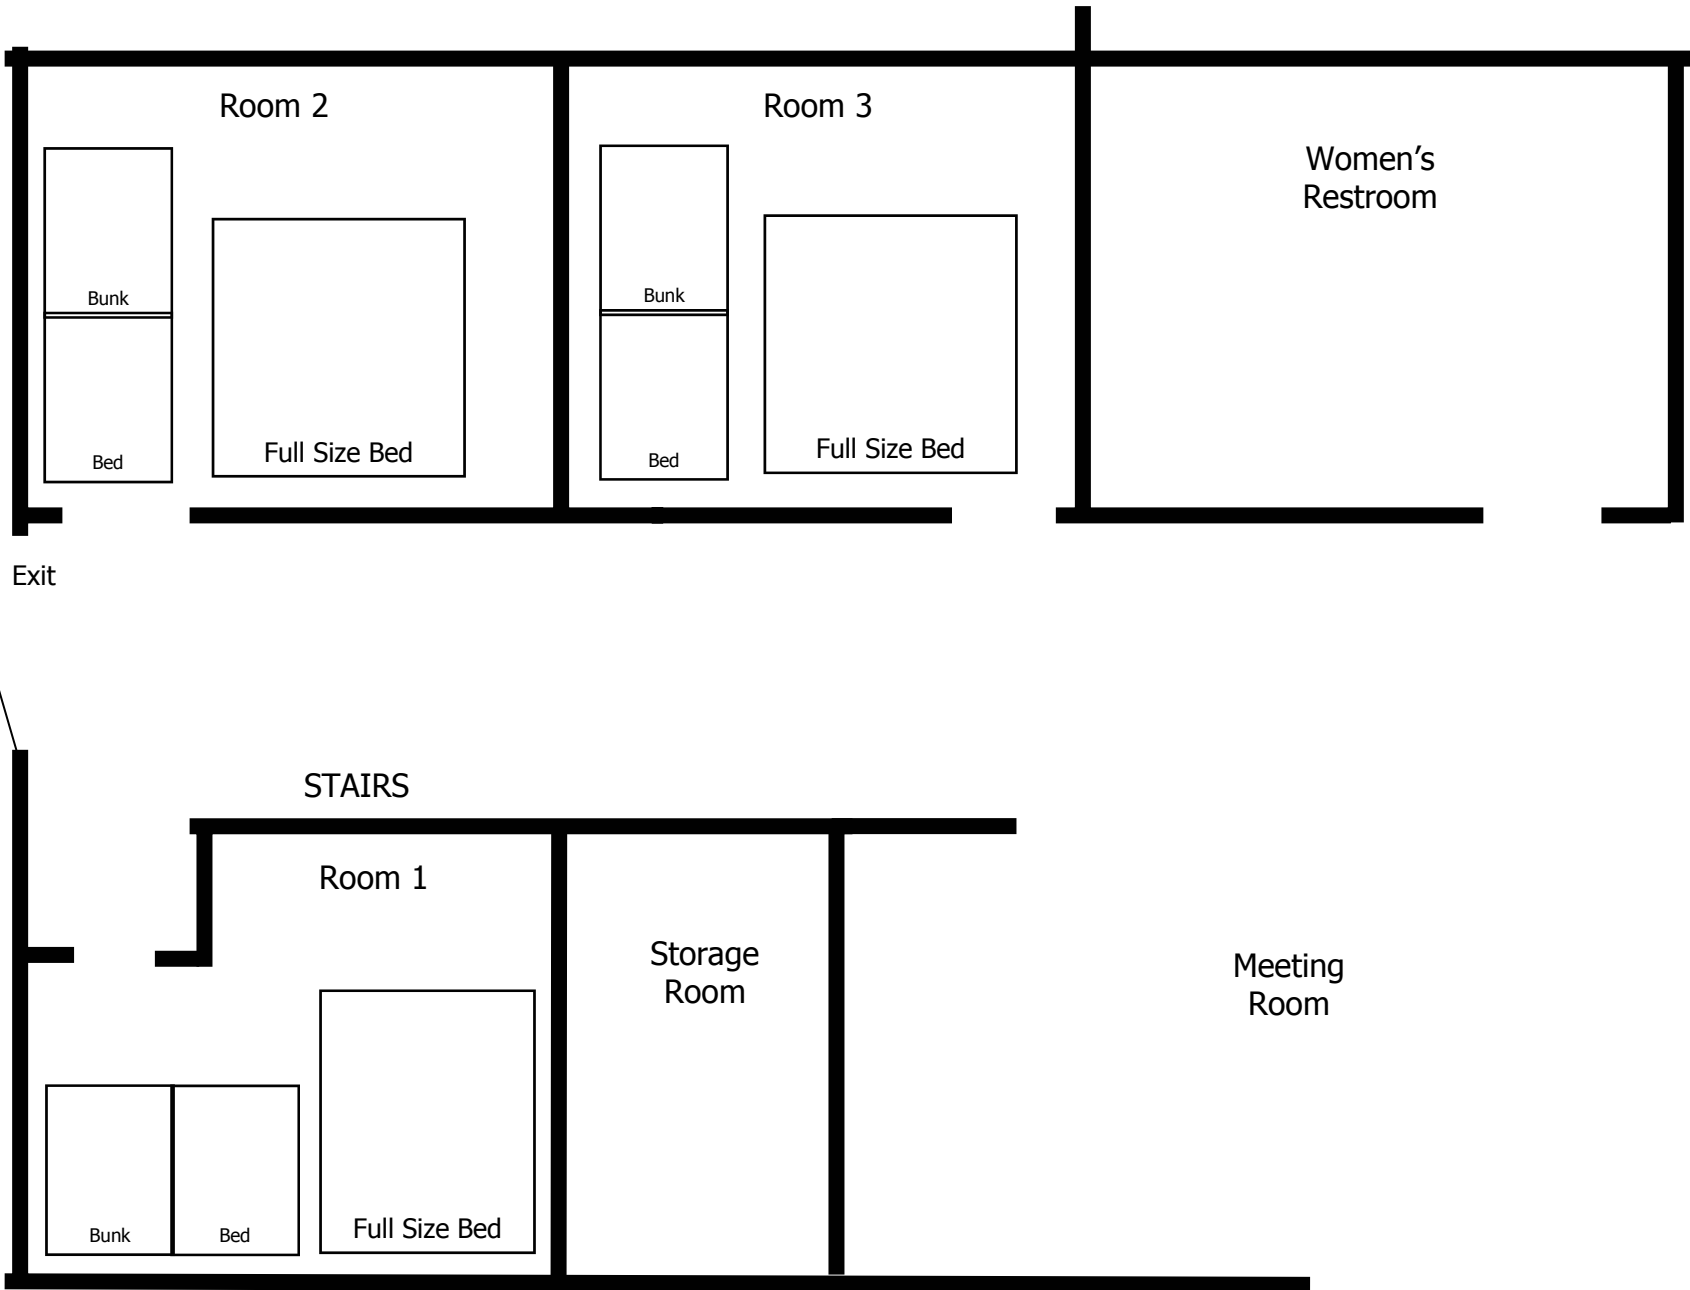 Room 2
Room 3
Women’s
Restroom
Bunk
Bunk
Full Size Bed
Full Size Bed
Bed
Bed
Exit
STAIRS
Room 1
Storage
Room
Meeting
Room
Bunk
Bed
Full Size Bed